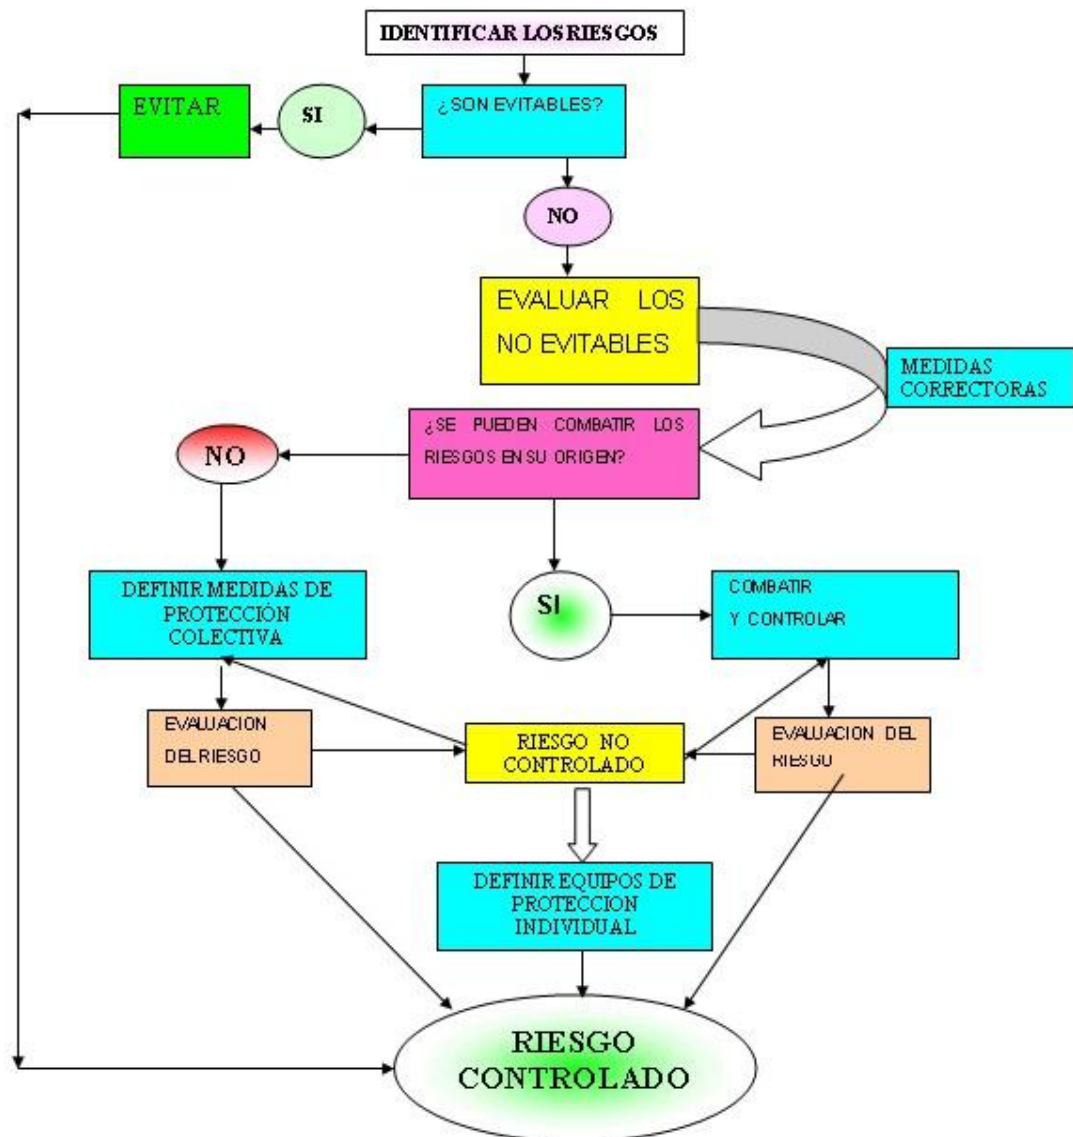 IDENTIFICAR LOS RIESGOS
EVITAR
SI
¿SON EVITABLES?
NO
EVALUAR LOS
NO EVITABLES
MEDIDAS
CORRECTORAS
¿SE PUEDEN COMBATIR LOS
RIESGOS EN SU ORIGEN?
NO
DEFINIR MEDIDAS DE
PROTECCIÓN
COLECTIVA
SI
COMBATIR
Y CONTROLAR
EVALUACION
DEL RIESGO
RIESGO NO
CONTROLADO
EVALUACION DEL
RIESGO
DEFINIR EQUIPOS DE
PROTECCION
INDIVIDUAL
RIESGO
CONTROLADO